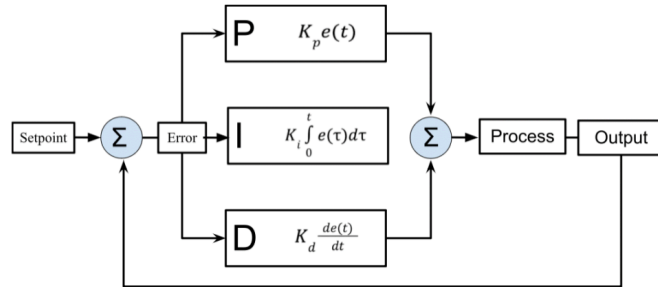 P K_p e(t)
Setpoint Σ Error I K_i ∫_0^t e(τ)dτ Σ Process Output
D K_d de(t)/dt